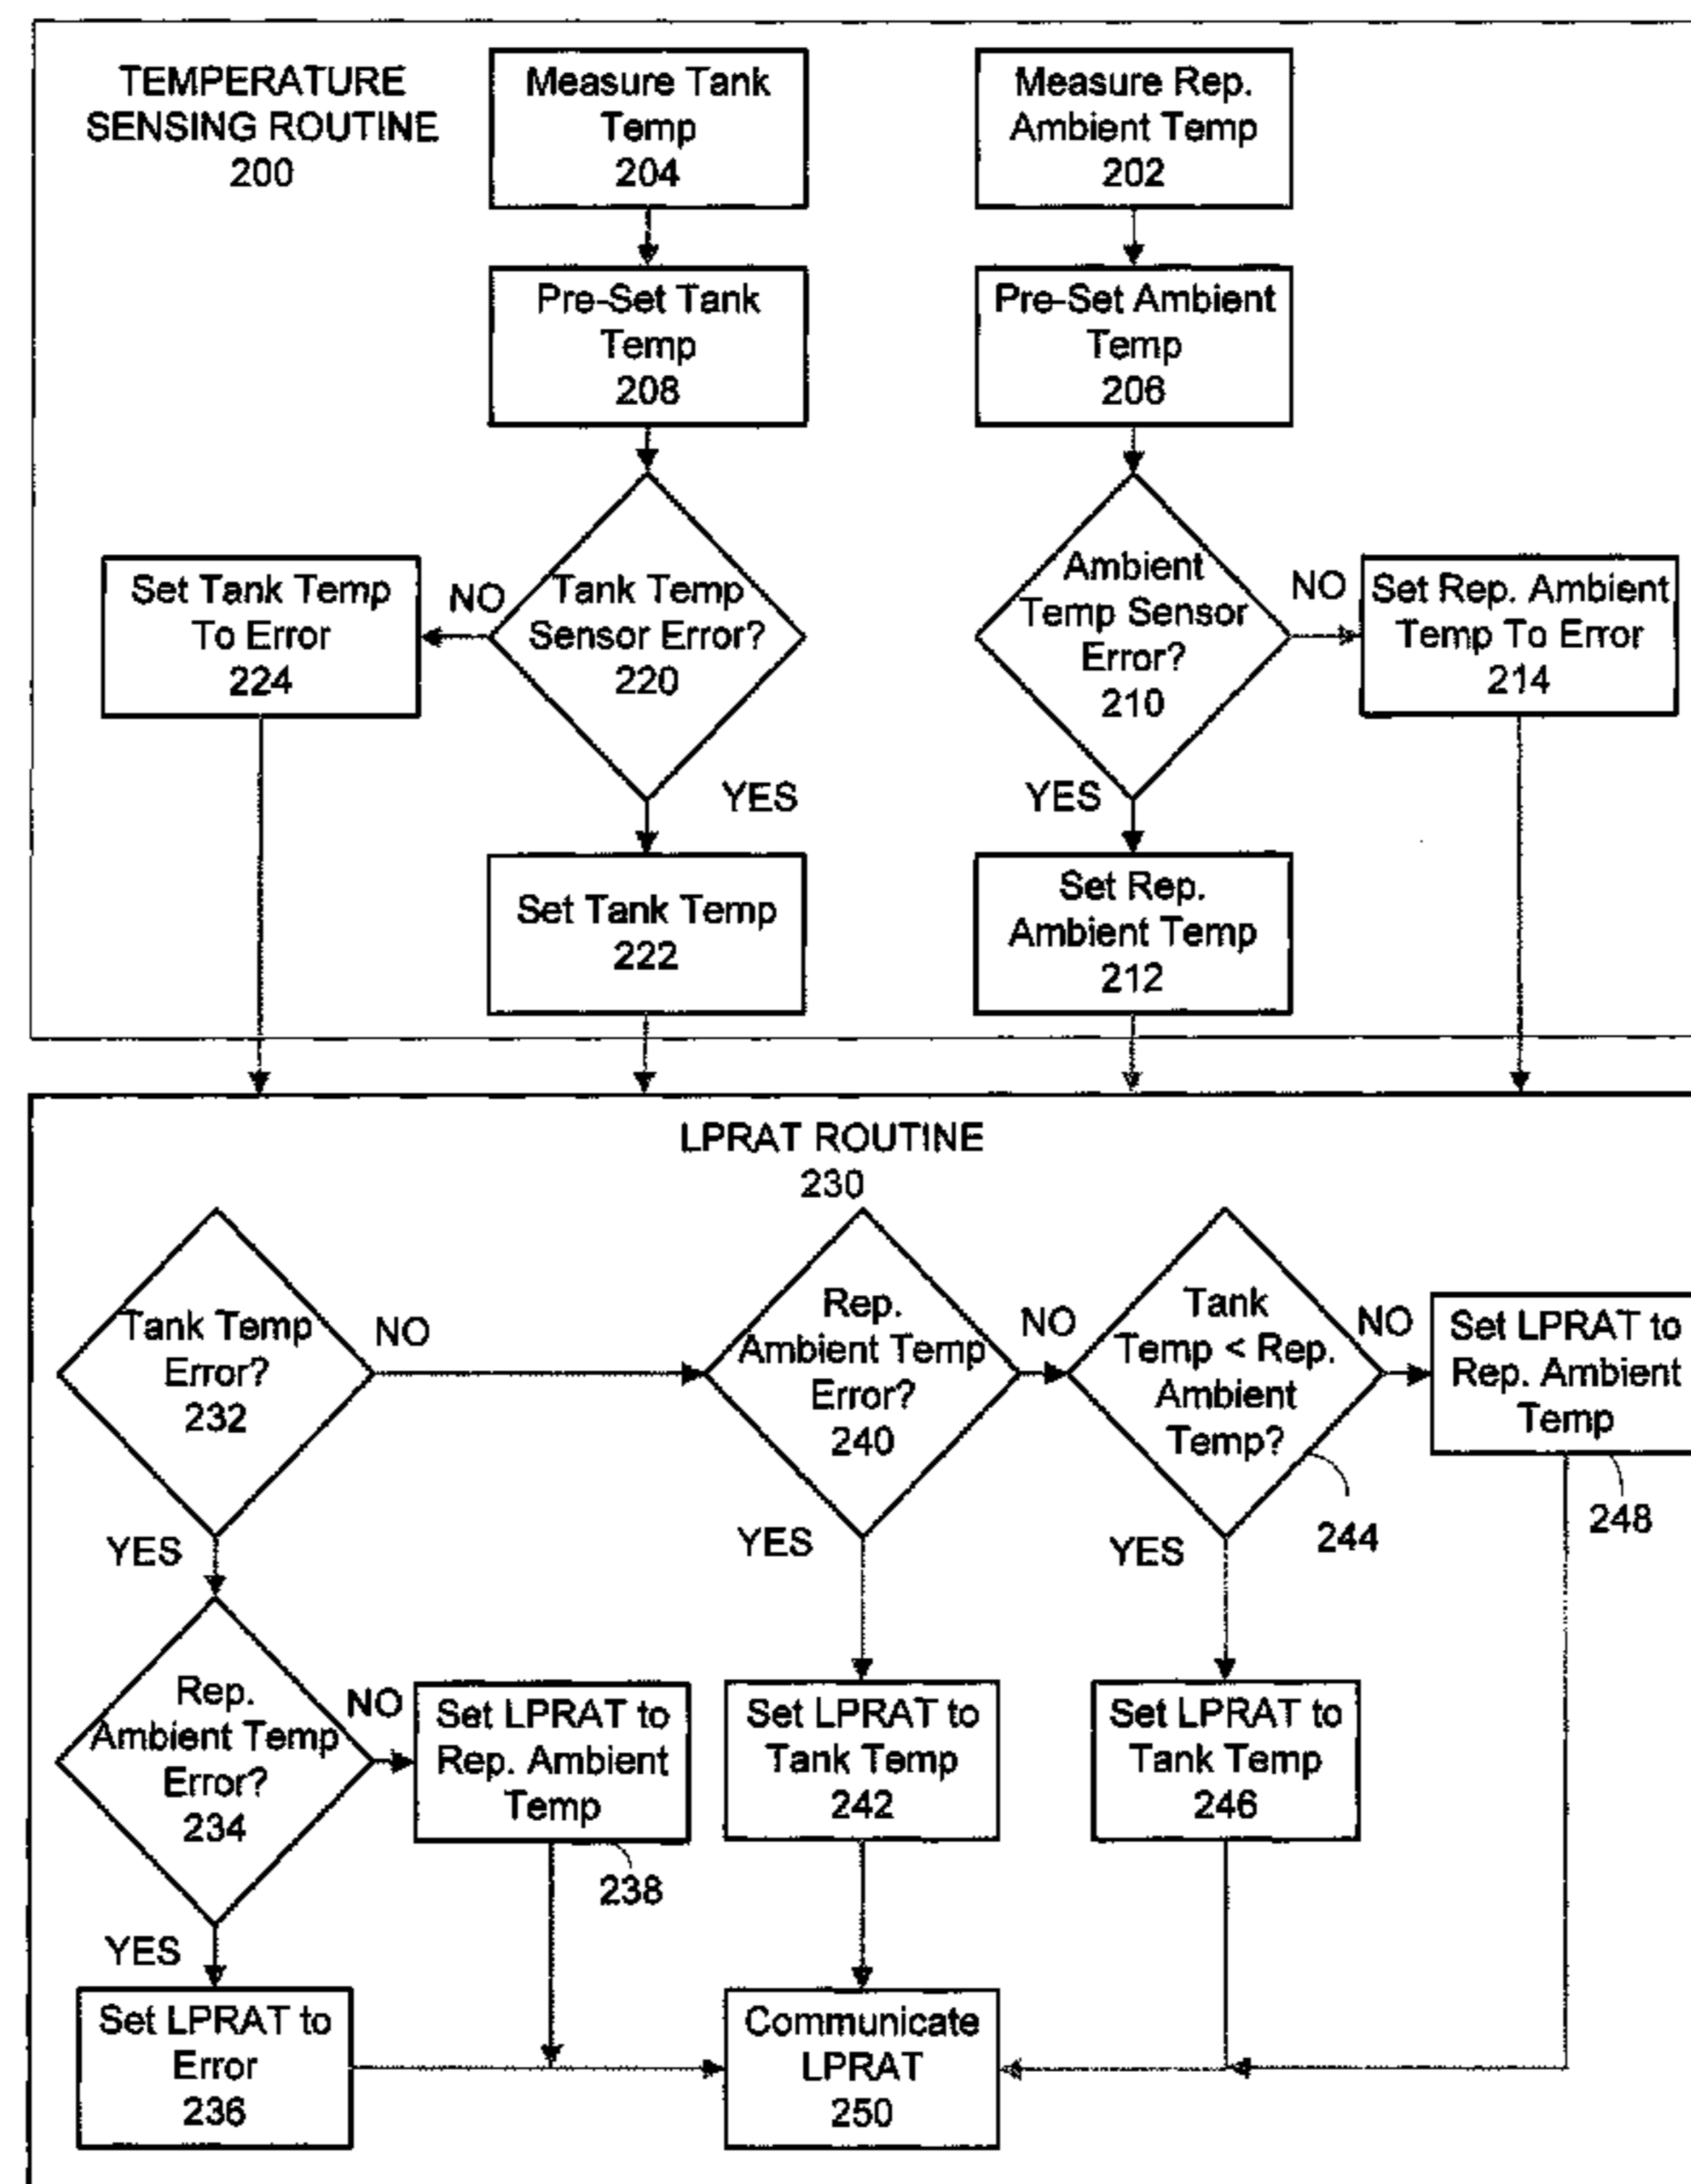 TEMPERATURE
SENSING ROUTINE
200
Measure Tank
Temp
204
Measure Rep.
Ambient Temp
202
Pre-Set Tank
Temp
208
Pre-Set Ambient
Temp
206
Set Tank Temp
To Error
224
NO
Tank Temp
Sensor Error?
220
Ambient
Temp Sensor
Error?
210
NO
Set Rep. Ambient
Temp To Error
214
YES
YES
Set Tank Temp
222
Set Rep.
Ambient Temp
212
LPRAT ROUTINE
230
Tank Temp
Error?
232
NO
Rep.
Ambient Temp
Error?
240
NO
Tank
Temp < Rep.
Ambient
Temp?
244
NO
Set LPRAT to
Rep. Ambient
Temp
248
YES
YES
YES
Rep.
Ambient Temp
Error?
234
NO
Set LPRAT to
Rep. Ambient
Temp
238
Set LPRAT to
Tank Temp
242
Set LPRAT to
Tank Temp
246
YES
Set LPRAT to
Error
236
Communicate
LPRAT
250